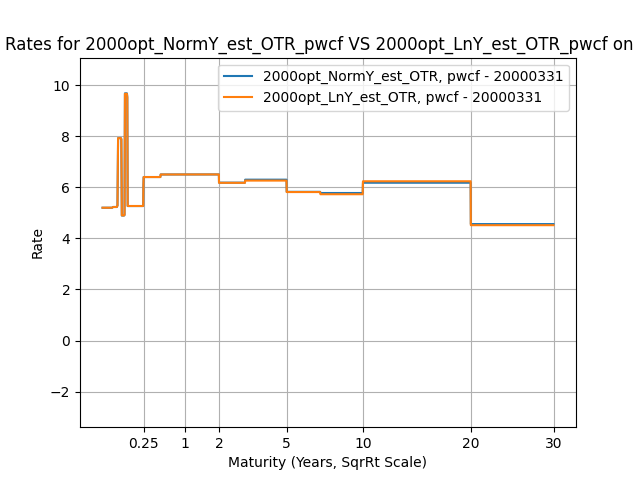 Rates for 2000opt_NormY_est_OTR_pwcf VS 2000opt_LnY_est_OTR_pwcf on
2000opt_NormY_est_OTR, pwcf - 20000331
2000opt_LnY_est_OTR, pwcf - 20000331
10
8
6
4
2
0
−2
Rate
0.25 1 2 5 10 20 30
Maturity (Years, SqrRt Scale)